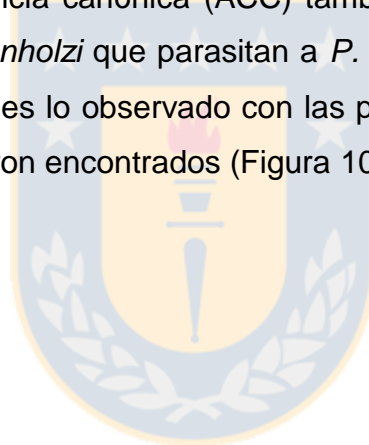 ncia canónica (ACC) tamb
nholzi que parasitan a P.
es lo observado con las p
on encontrados (Figura 10